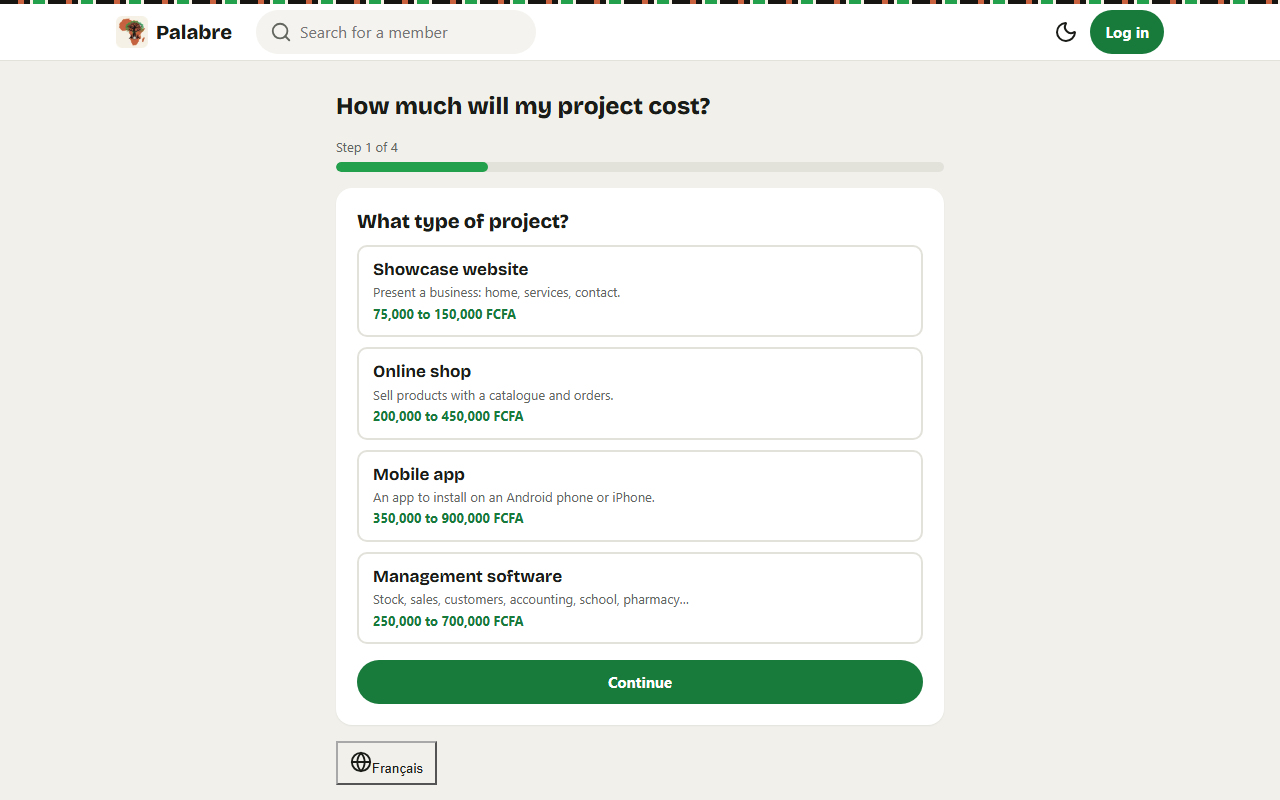 Palabre
Search for a member
Log in
How much will my project cost?
Step 1 of 4
What type of project?
Showcase website
Present a business: home, services, contact.
75,000 to 150,000 FCFA
Online shop
Sell products with a catalogue and orders.
200,000 to 450,000 FCFA
Mobile app
An app to install on an Android phone or iPhone.
350,000 to 900,000 FCFA
Management software
Stock, sales, customers, accounting, school, pharmacy...
250,000 to 700,000 FCFA
Continue
Français